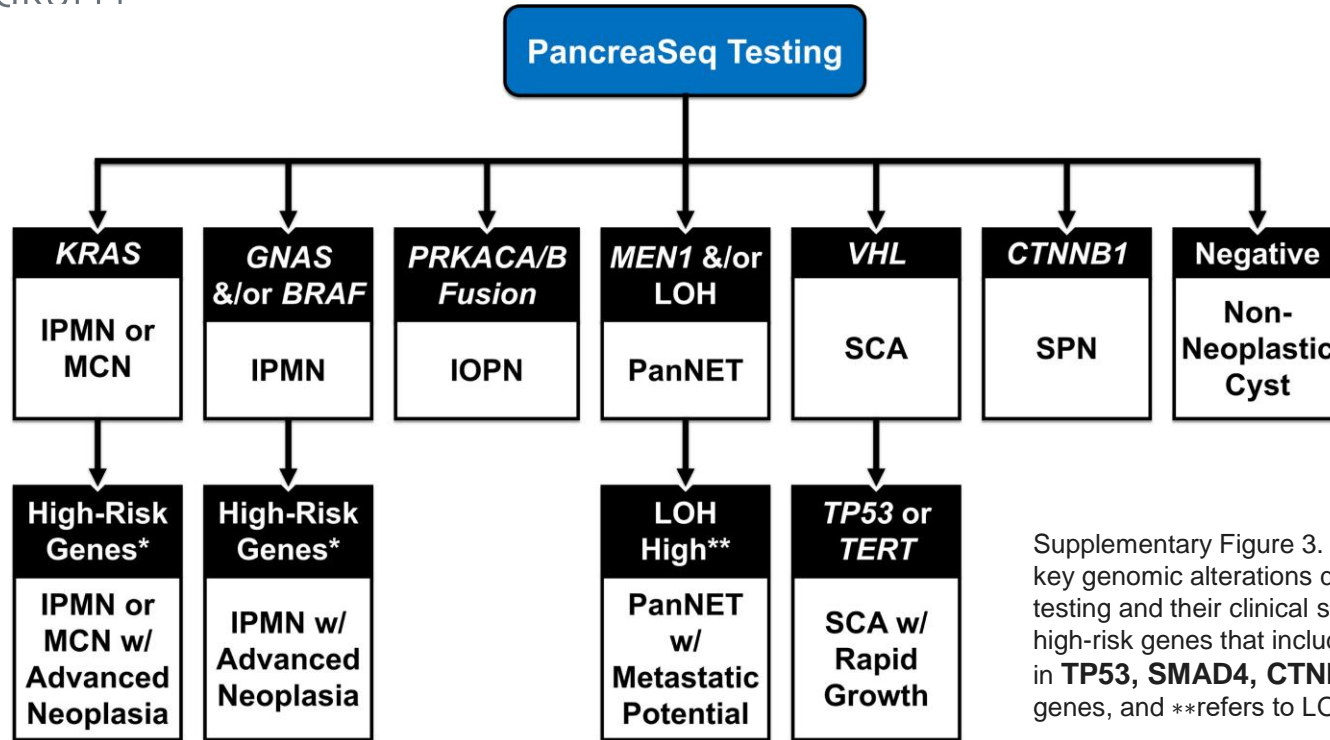 PancreaSeq Testing
KRAS
IPMN or
MCN
GNAS
&/or BRAF
IPMN
PRKACA/B
Fusion
IOPN
MEN1 &/or
LOH
PanNET
VHL
SCA
CTNNB1
SPN
Negative
Non-
Neoplastic
Cyst
High-Risk
Genes*
IPMN or
MCN w/
Advanced
Neoplasia
High-Risk
Genes*
IPMN w/
Advanced
Neoplasia
LOH
High**
PanNET
w/
Metastatic
Potential
TP53 or
TERT
SCA w/
Rapid
Growth
Supplementary Figure 3.
key genomic alterations
testing and their clinical
high-risk genes that
in TP53, SMAD4,
genes, and **refers to